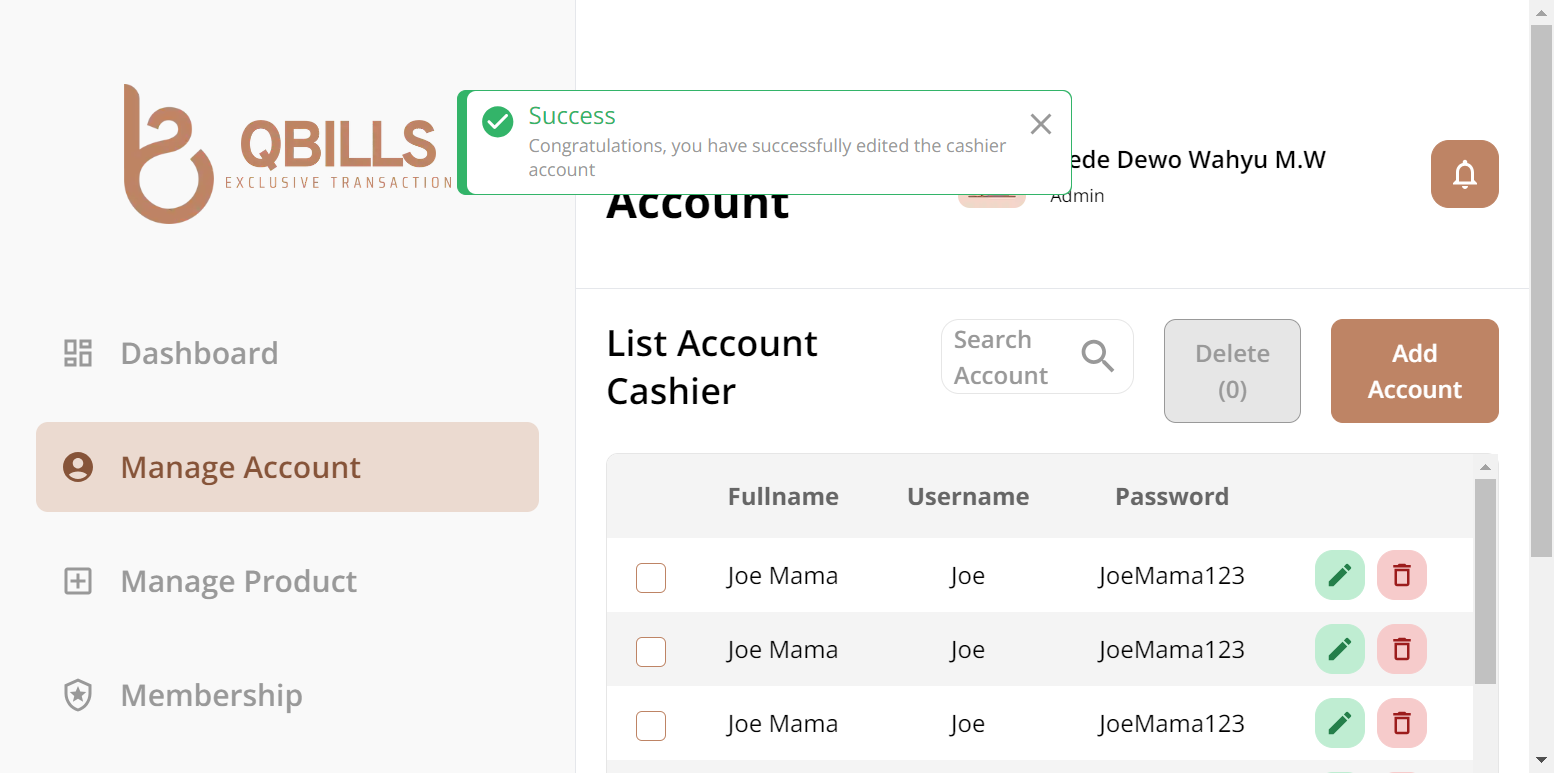 QBILLS
EXCLUSIVE TRANSACTION
Success
Congratulations, you have successfully edited the cashier
account
Account
Dewo Wahyu M.W
Admin
Dashboard
Manage Account
Manage Product
Membership
List Account
Cashier
Search
Account
Delete
(0)
Add
Account
Fullname Username Password
Joe Mama Joe JoeMama123
Joe Mama Joe JoeMama123
Joe Mama Joe JoeMama123